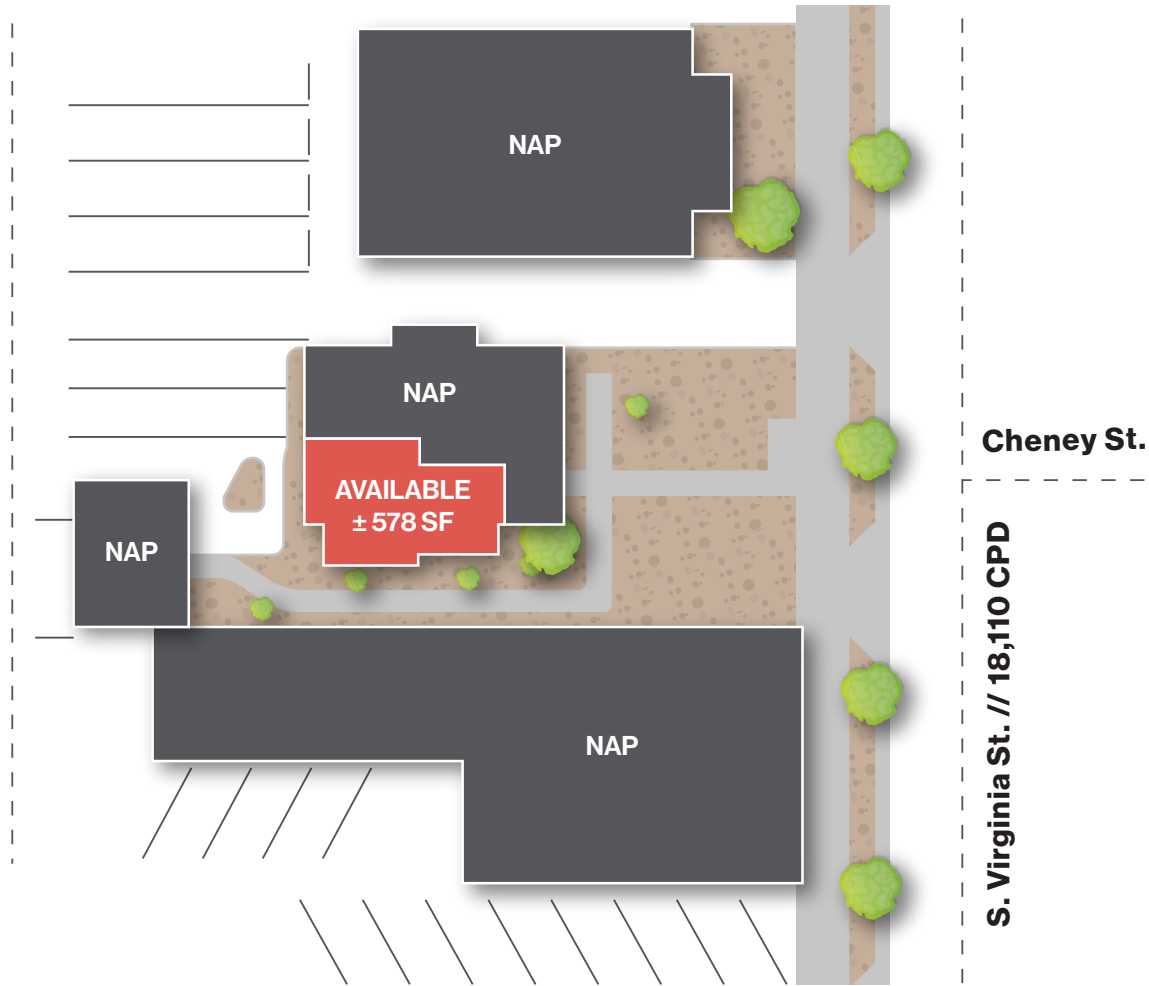 NAP
NAP
Cheney St.
AVAILABLE
± 578 SF
NAP
S. Virginia St. // 18,110 CPD
NAP